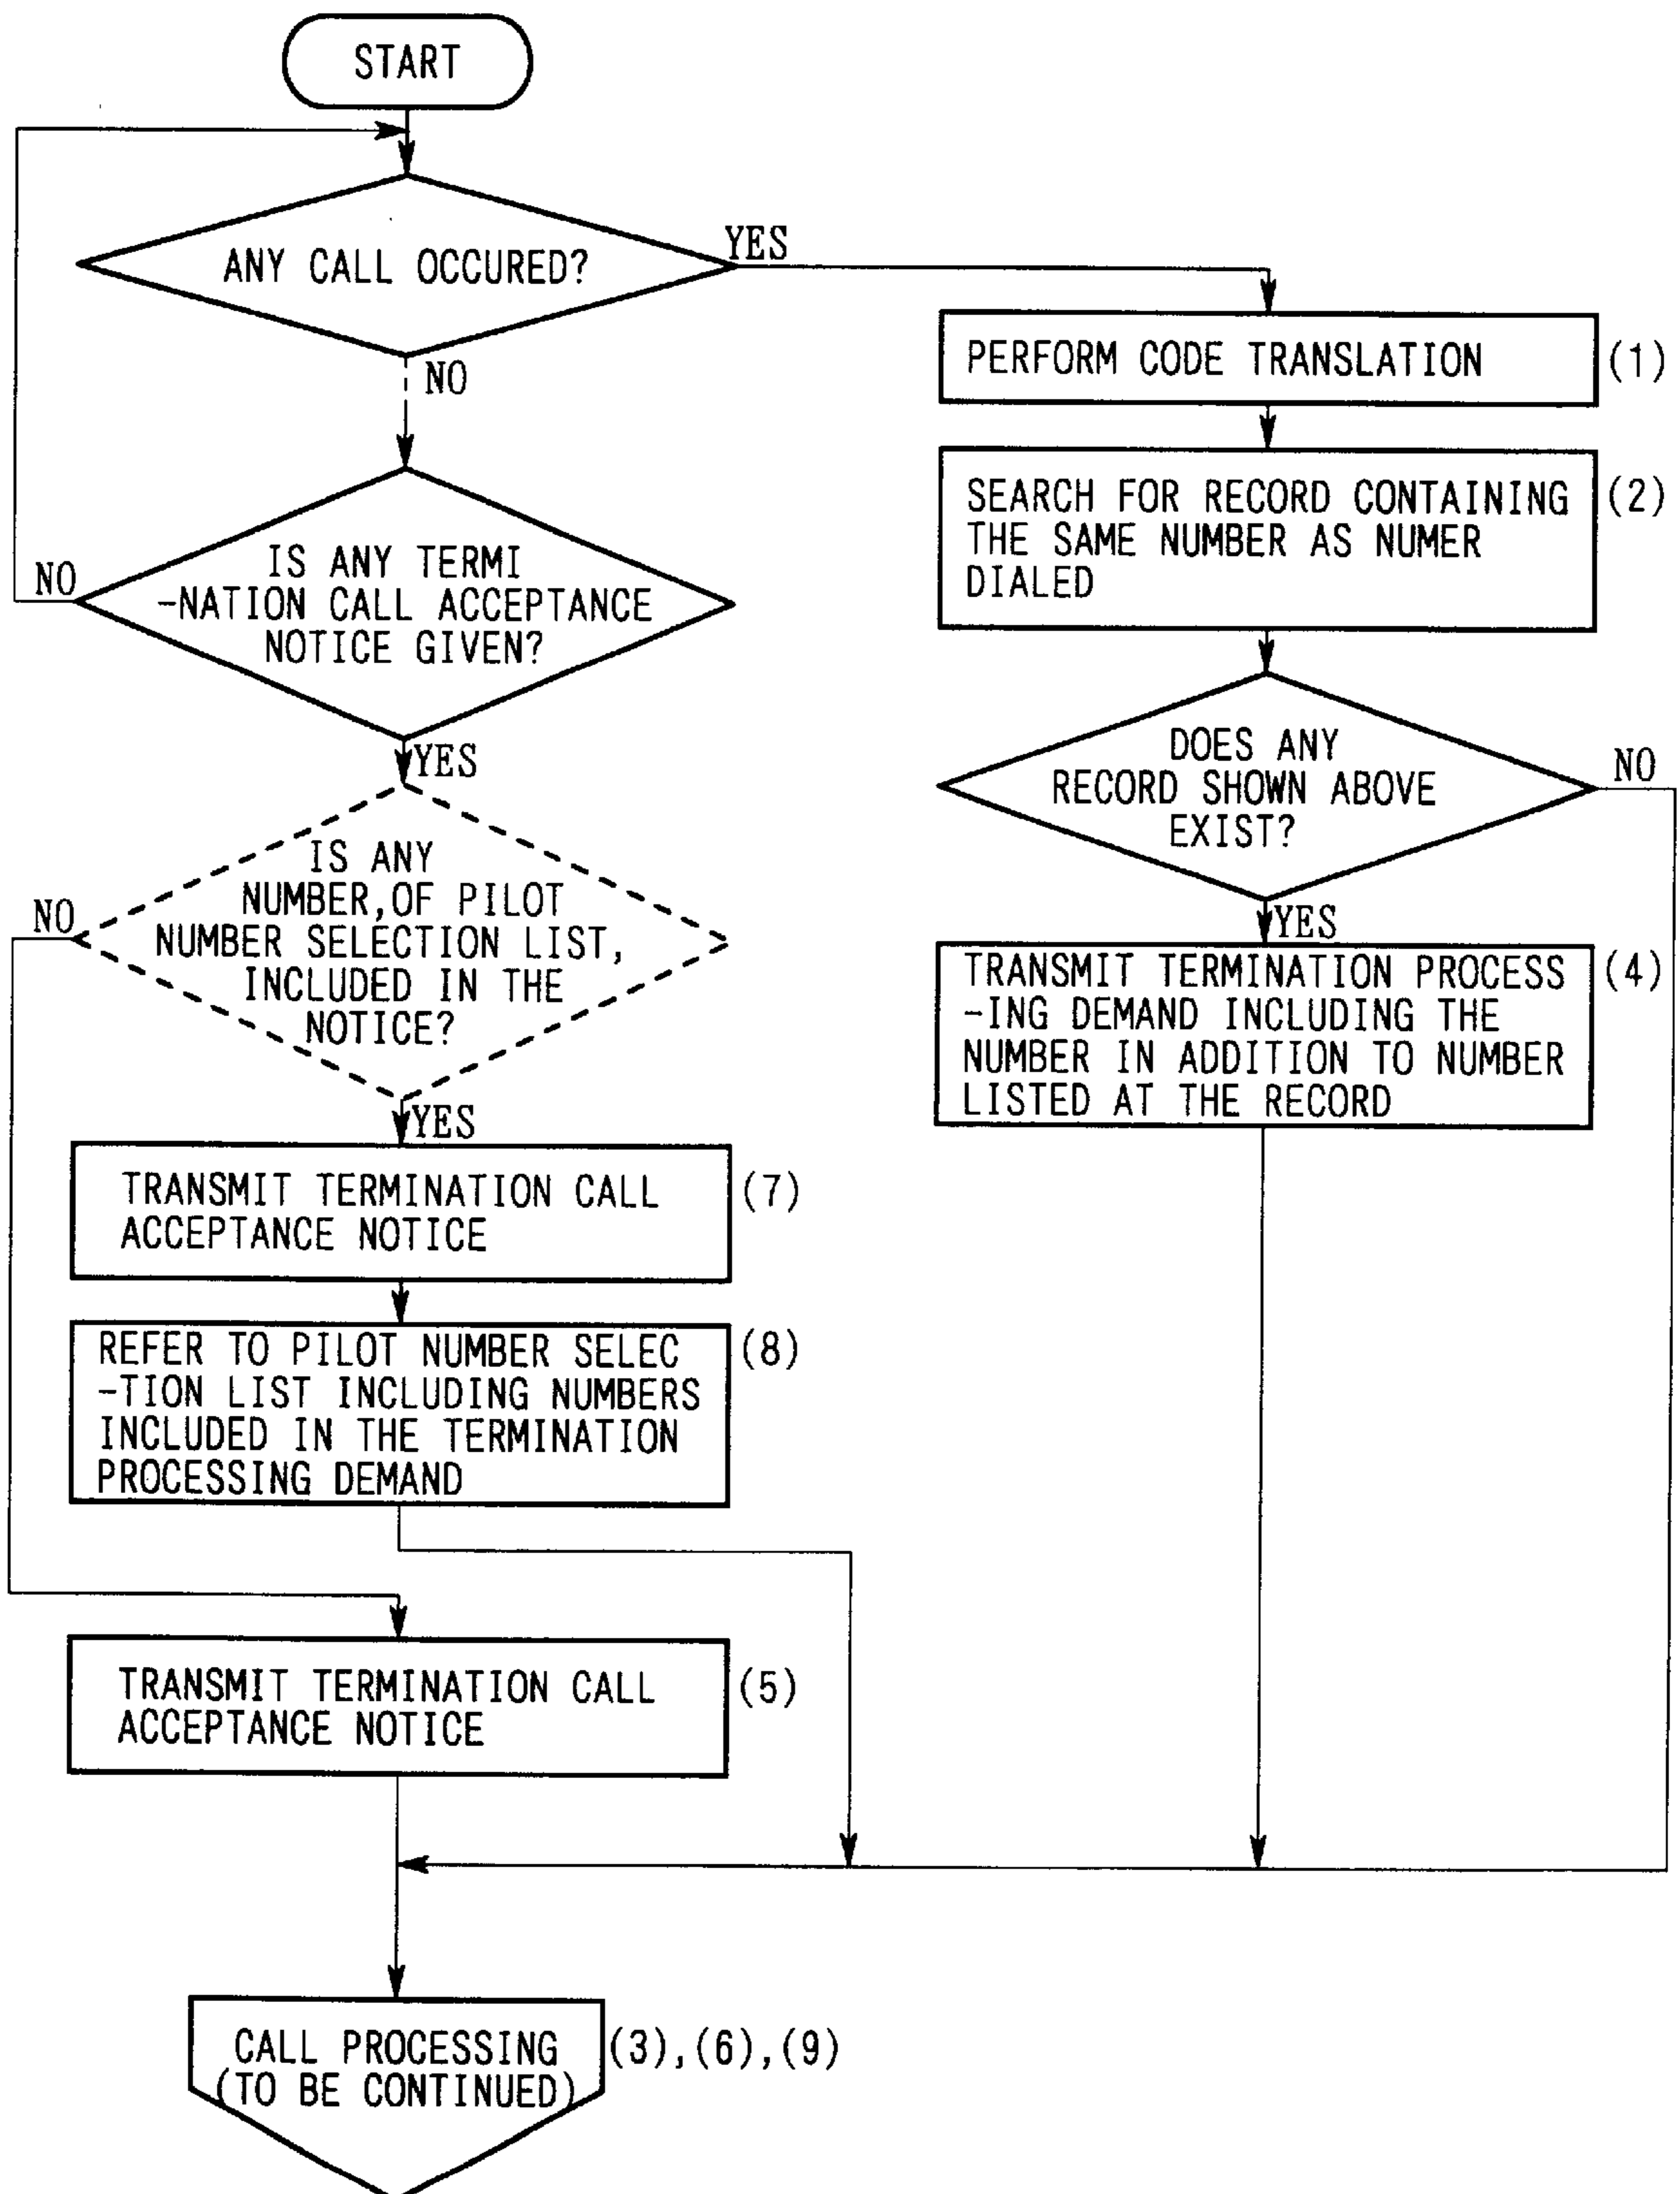 START
ANY CALL OCCURED?
YES
NO
PERFORM CODE TRANSLATION
(1)
SEARCH FOR RECORD CONTAINING
THE SAME NUMBER AS NUMER
DIALED
(2)
IS ANY TERMI
-NATION CALL ACCEPTANCE
NOTICE GIVEN?
NO
YES
DOES ANY
RECORD SHOWN ABOVE
EXIST?
NO
YES
IS ANY
NUMBER,OF PILOT
NUMBER SELECTION LIST,
INCLUDED IN THE
NOTICE?
NO
YES
TRANSMIT TERMINATION PROCESS
-ING DEMAND INCLUDING THE
NUMBER IN ADDITION TO NUMBER
LISTED AT THE RECORD
(4)
TRANSMIT TERMINATION CALL
ACCEPTANCE NOTICE
(7)
REFER TO PILOT NUMBER SELEC
-TION LIST INCLUDING NUMBERS
INCLUDED IN THE TERMINATION
PROCESSING DEMAND
(8)
TRANSMIT TERMINATION CALL
ACCEPTANCE NOTICE
(5)
CALL PROCESSING
(TO BE CONTINUED)
(3),(6),(9)